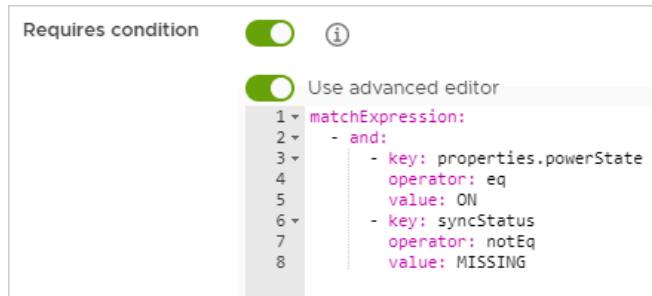 Requires condition
Use advanced editor
1 matchExpression:
2   - and:
3       - key: properties.powerState
4         operator: eq
5         value: ON
6       - key: syncStatus
7         operator: notEq
8         value: MISSING